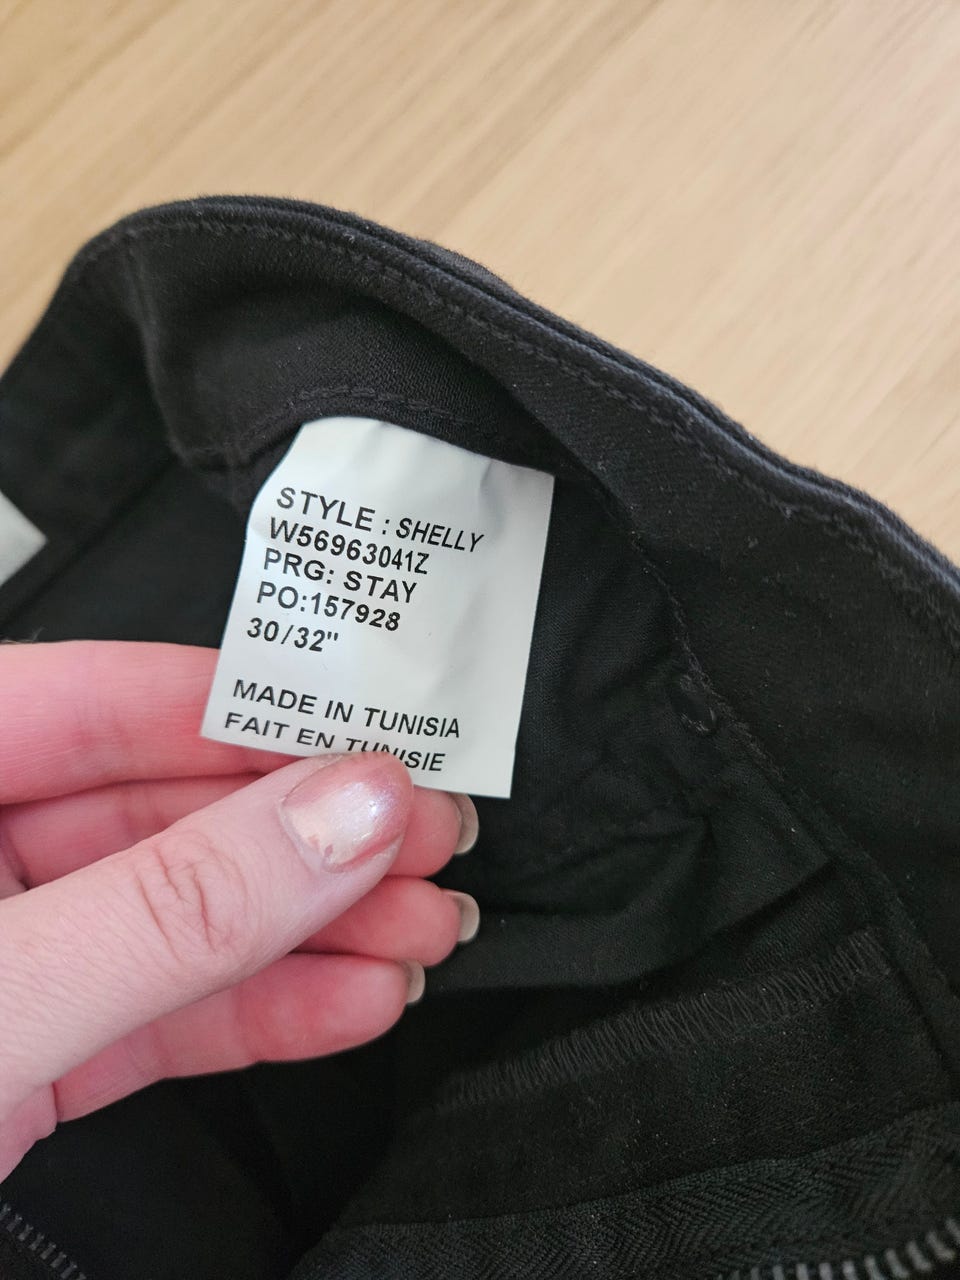 STYLE : SHELLY
W56963041Z
PRG: STAY
PO:157928
30/32"
MADE IN TUNISIA
FAIT EN TUNISIE